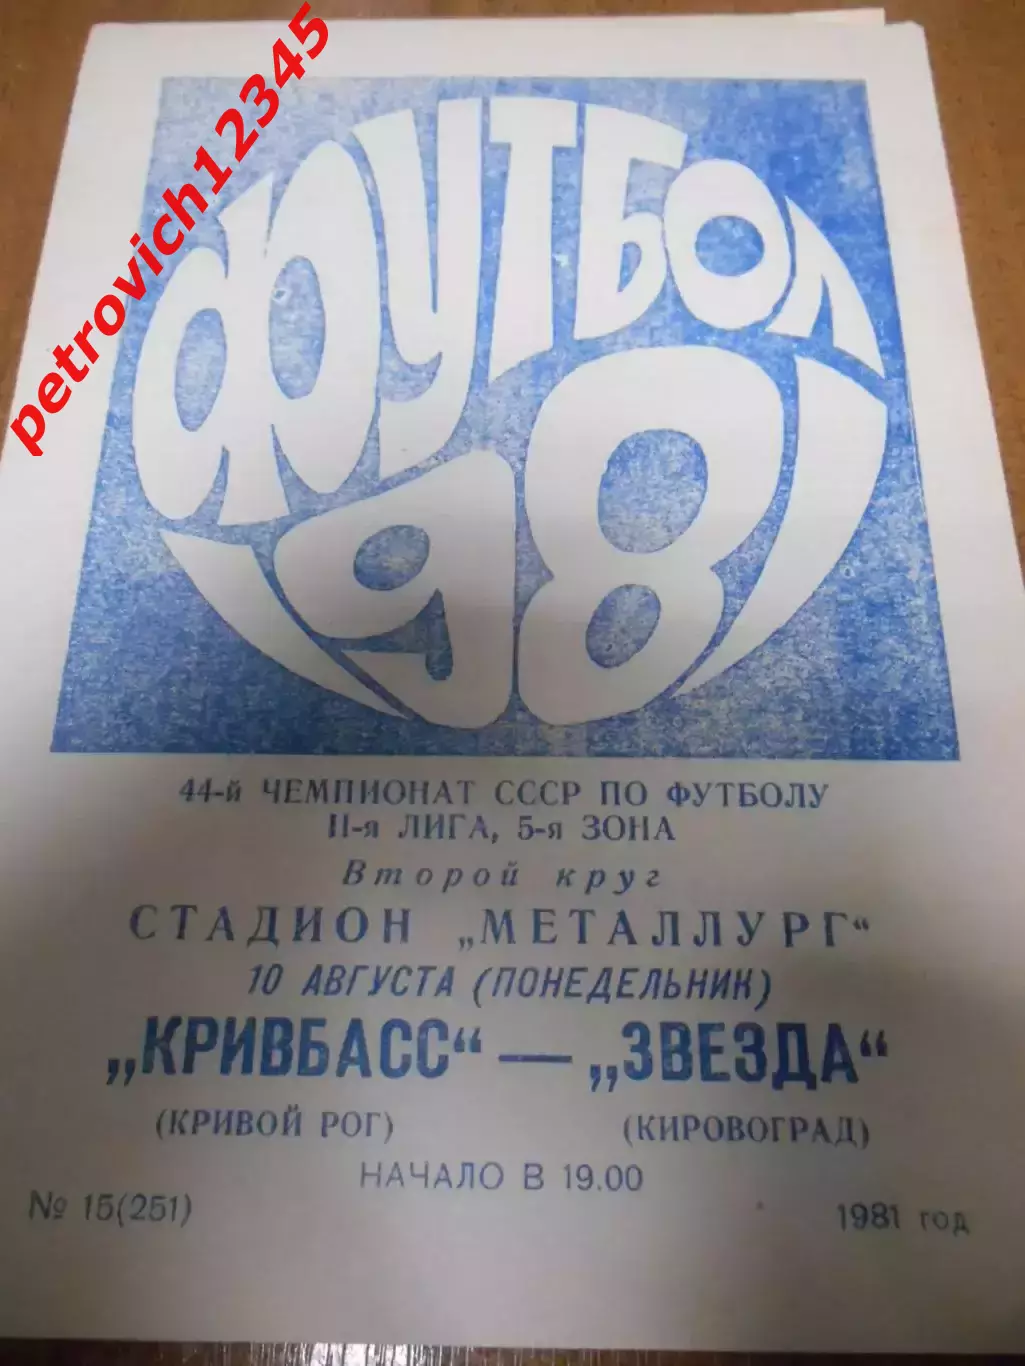 petrovich12345
ФУТБОЛ
1981
44-й ЧЕМПИОНАТ СССР ПО ФУТБОЛУ
II-я ЛИГА, 5-я ЗОНА
Второй круг
СТАДИОН „МЕТАЛЛУРГ“
10 АВГУСТА (ПОНЕДЕЛЬНИК)
„КРИВБАСС“ — „ЗВЕЗДА“
(КРИВОЙ РОГ) (КИРОВОГРАД)
НАЧАЛО В 19.00
№ 15(251) 1981 год